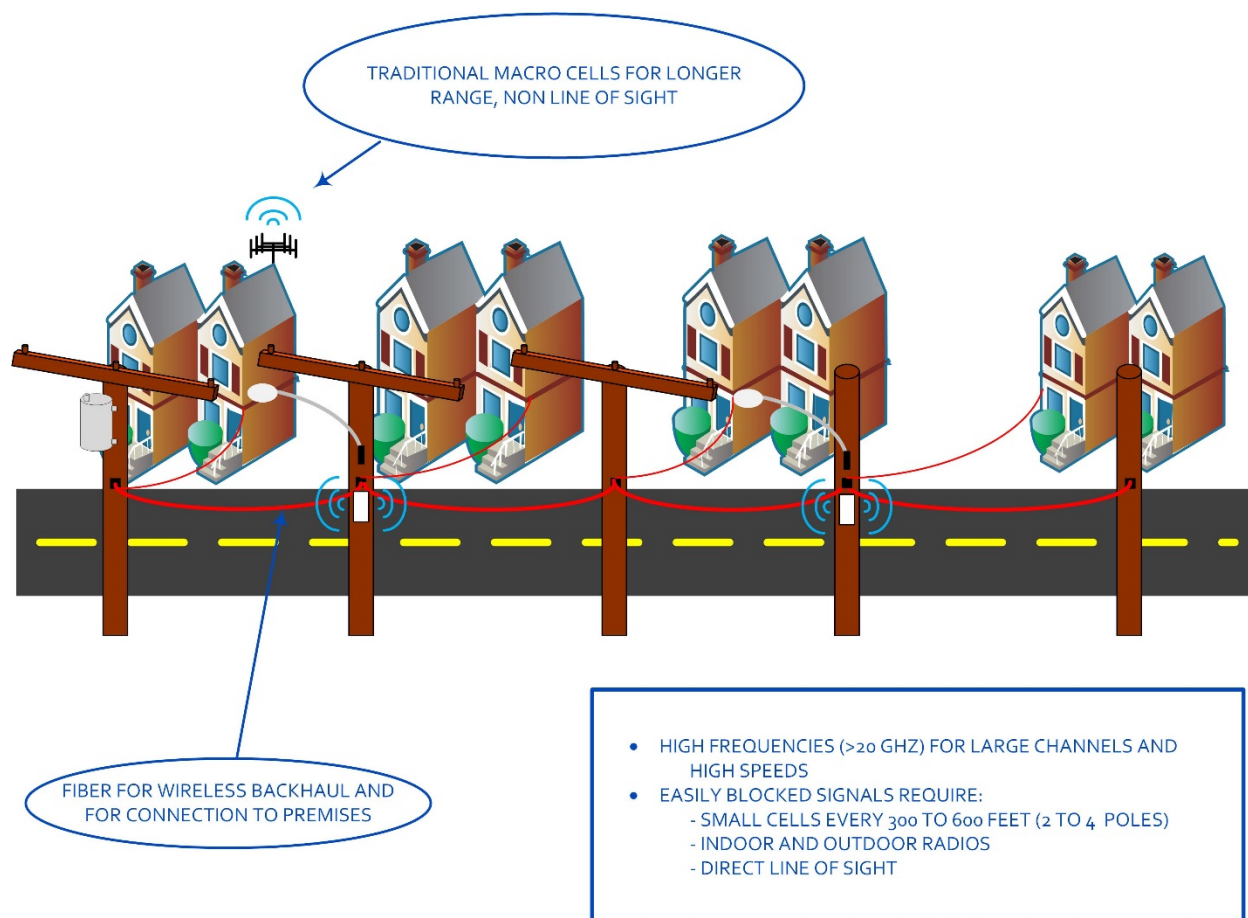 TRADITIONAL MACRO CELLS FOR LONGER
RANGE, NON LINE OF SIGHT
FIBER FOR WIRELESS BACKHAUL AND
FOR CONNECTION TO PREMISES
• HIGH FREQUENCIES (>20 GHZ) FOR LARGE CHANNELS AND
HIGH SPEEDS
• EASILY BLOCKED SIGNALS REQUIRE:
- SMALL CELLS EVERY 300 TO 600 FEET (2 TO 4 POLES)
- INDOOR AND OUTDOOR RADIOS
- DIRECT LINE OF SIGHT